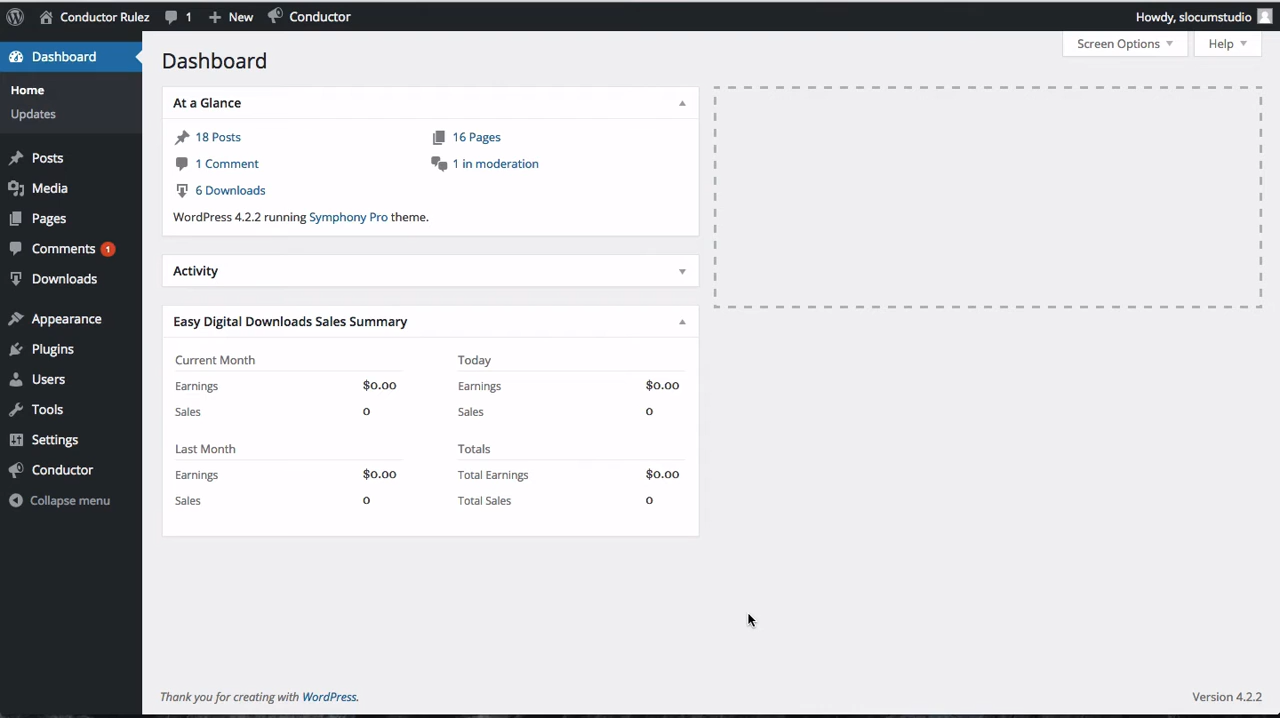 Conductor Rulez 1 New Conductor Howdy, slocumstudio
Screen Options Help
Dashboard
Home
Updates
Posts
Media
Pages
Comments 1
Downloads
Appearance
Plugins
Users
Tools
Settings
Conductor
Collapse menu
Dashboard
At a Glance
18 Posts 16 Pages
1 Comment 1 in moderation
6 Downloads
WordPress 4.2.2 running Symphony Pro theme.
Activity
Easy Digital Downloads Sales Summary
Current Month Today
Earnings $0.00 Earnings $0.00
Sales 0 Sales 0
Last Month Totals
Earnings $0.00 Total Earnings $0.00
Sales 0 Total Sales 0
Thank you for creating with WordPress. Version 4.2.2